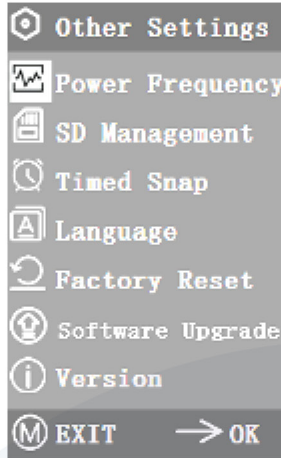 Other Settings
Power Frequency
SD Management
Timed Snap
A Language
Factory Reset
Software Upgrade
i Version
M EXIT → OK